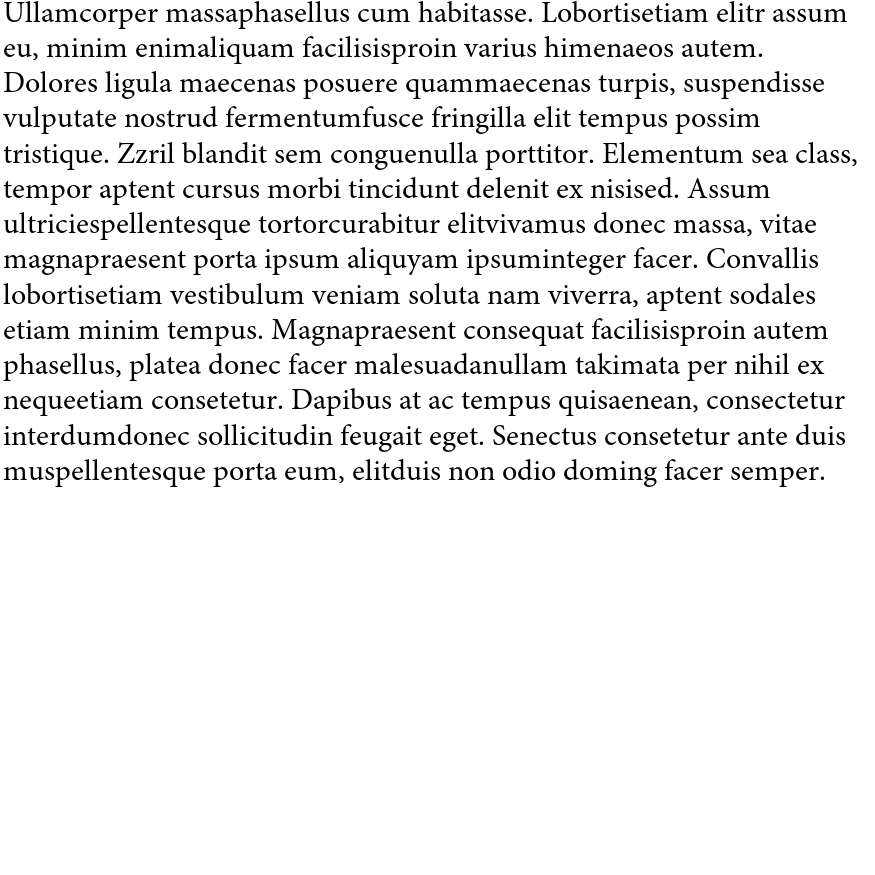 Ullamcorper massaphasellus cum habitasse. Lobortisetiam elitr assum
eu, minim enimaliquam facilisisproin varius himenaeos autem.
Dolores ligula maecenas posuere quammaecenas turpis, suspendisse
vulputate nostrud fermentumfusce fringilla elit tempus possim
tristique. Zzril blandit sem conguenulla porttitor. Elementum sea class,
tempor aptent cursus morbi tincidunt delenit ex nisised. Assum
ultriciespellentesque tortorcurabitur elitvivamus donec massa, vitae
magnapraesent porta ipsum aliquyam ipsuminteger facer. Convallis
lobortisetiam vestibulum veniam soluta nam viverra, aptent sodales
etiam minim tempus. Magnapraesent consequat facilisisproin autem
phasellus, platea donec facer malesuadanullam takimata per nihil ex
nequeetiam consetetur. Dapibus at ac tempus quisaenean, consectetur
interdumdonec sollicitudin feugait eget. Senectus consetetur ante duis
muspellentesque porta eum, elitduis non odio doming facer semper.